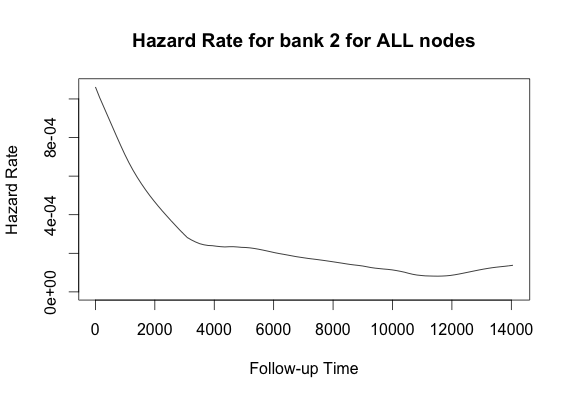 Hazard Rate for bank 2 for ALL nodes
Hazard Rate
8e-04
4e-04
0e+00
0 2000 4000 6000 8000 10000 12000 14000
Follow-up Time